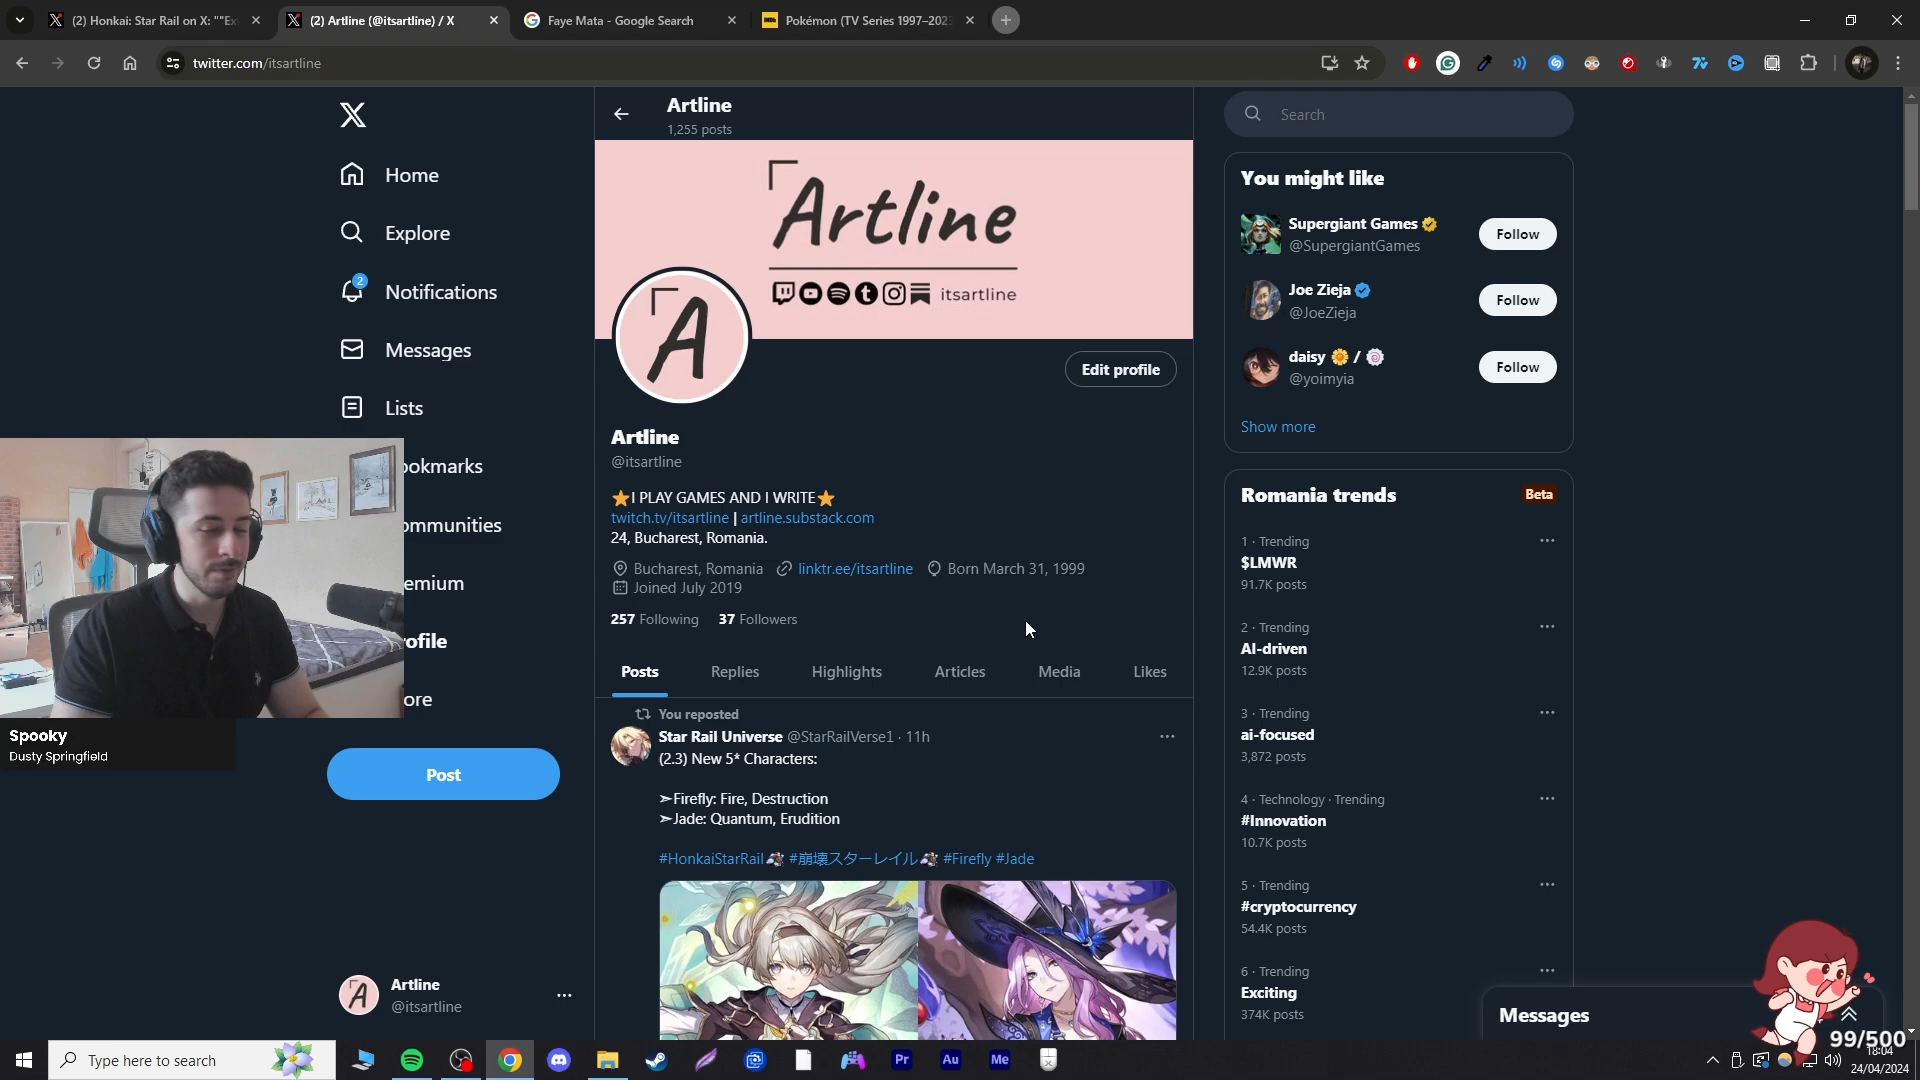 (2) Honkai: Star Rail on X: ""Ex
(2) Artline (@itsartline) / X
Faye Mata - Google Search
Pokémon (TV Series 1997–2023
twitter.com/itsartline
Artline
1,255 posts
Search
Artline
itsartline
A
Home
Explore
2
Notifications
Messages
Lists
ookmarks
ommunities
emium
rofile
ore
Post
Artline
@itsartline
Edit profile
Artline
@itsartline
⭐I PLAY GAMES AND I WRITE⭐
twitch.tv/itsartline | artline.substack.com
24, Bucharest, Romania.
Bucharest, Romania linktr.ee/itsartline Born March 31, 1999
Joined July 2019
257 Following 37 Followers
Posts Replies Highlights Articles Media Likes
You reposted
Star Rail Universe @StarRailVerse1 · 11h
(2.3) New 5* Characters:
➣Firefly: Fire, Destruction
➣Jade: Quantum, Erudition
#HonkaiStarRail #崩壊スターレイル #Firefly #Jade
You might like
Supergiant Games
@SupergiantGames
Follow
Joe Zieja
@JoeZieja
Follow
daisy 🌼 / 🍥
@yoimyia
Follow
Show more
Romania trends Beta
1 · Trending
$LMWR
91.7K posts
2 · Trending
AI-driven
12.9K posts
3 · Trending
ai-focused
3,872 posts
4 · Technology · Trending
#Innovation
10.7K posts
5 · Trending
#cryptocurrency
54.4K posts
6 · Trending
Exciting
374K posts
Messages
Spooky
Dusty Springfield
99/500
Type here to search
Pr
Au
Me
18:04
24/04/2024